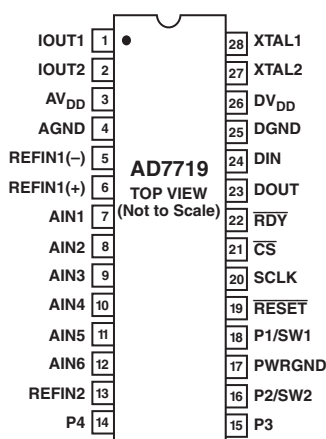 IOUT1 1
IOUT2 2
AVDD 3
AGND 4
REFIN1(–) 5
REFIN1(+) 6
AIN1 7
AIN2 8
AIN3 9
AIN4 10
AIN5 11
AIN6 12
REFIN2 13
P4 14
AD7719
TOP VIEW
(Not to Scale)
28 XTAL1
27 XTAL2
26 DVDD
25 DGND
24 DIN
23 DOUT
22 RDY
21 CS
20 SCLK
19 RESET
18 P1/SW1
17 PWRGND
16 P2/SW2
15 P3